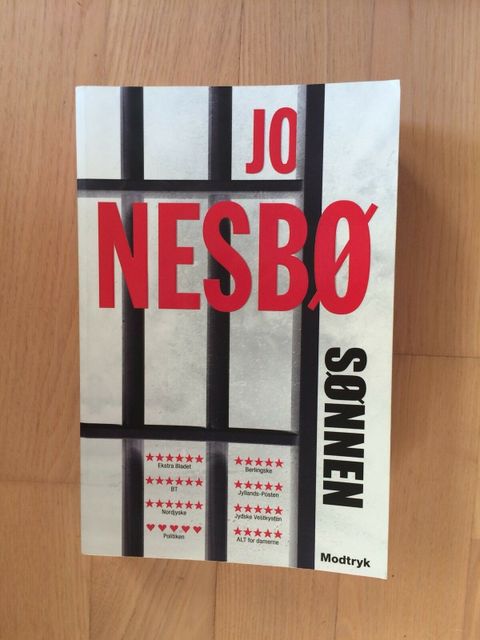 JO
NESBØ
SØNNEN
★★★★★★
Ekstra Bladet
★★★★★★
BT
★★★★★★
Nordjyske
♥♥♥♥♥
Politiken
★★★★★
Berlingske
★★★★★
Jyllands-Posten
★★★★★
Jydske Vestkysten
★★★★★
ALT for damerne
Modtryk